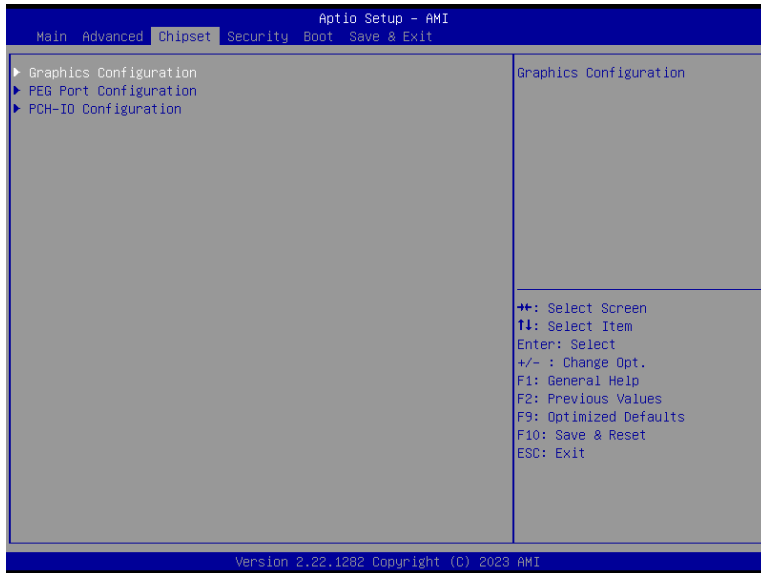 Aptio Setup – AMI
Main Advanced Chipset Security Boot Save & Exit
▶ Graphics Configuration
▶ PEG Port Configuration
▶ PCH-IO Configuration
Graphics Configuration
→←: Select Screen
↑↓: Select Item
Enter: Select
+/- : Change Opt.
F1: General Help
F2: Previous Values
F9: Optimized Defaults
F10: Save & Reset
ESC: Exit
Version 2.22.1282 Copyright (C) 2023 AMI